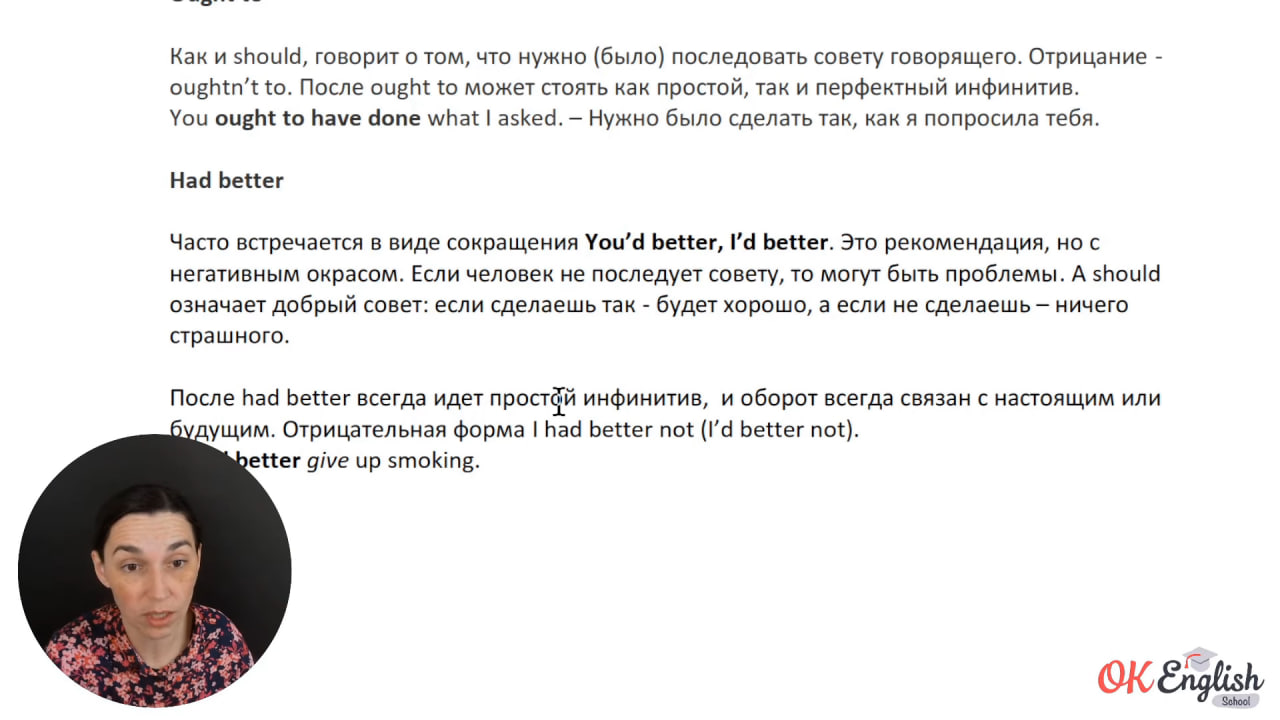 Ought to
Как и should, говорит о том, что нужно (было) последовать совету говорящего. Отрицание -
oughtn’t to. После ought to может стоять как простой, так и перфектный инфинитив.
You ought to have done what I asked. – Нужно было сделать так, как я попросила тебя.
Had better
Часто встречается в виде сокращения You’d better, I’d better. Это рекомендация, но с
негативным окрасом. Если человек не последует совету, то могут быть проблемы. А should
означает добрый совет: если сделаешь так - будет хорошо, а если не сделаешь – ничего
страшного.
После had better всегда идет простой инфинитив,  и оборот всегда связан с настоящим или
будущим. Отрицательная форма I had better not (I’d better not).
better give up smoking.
OK English
School